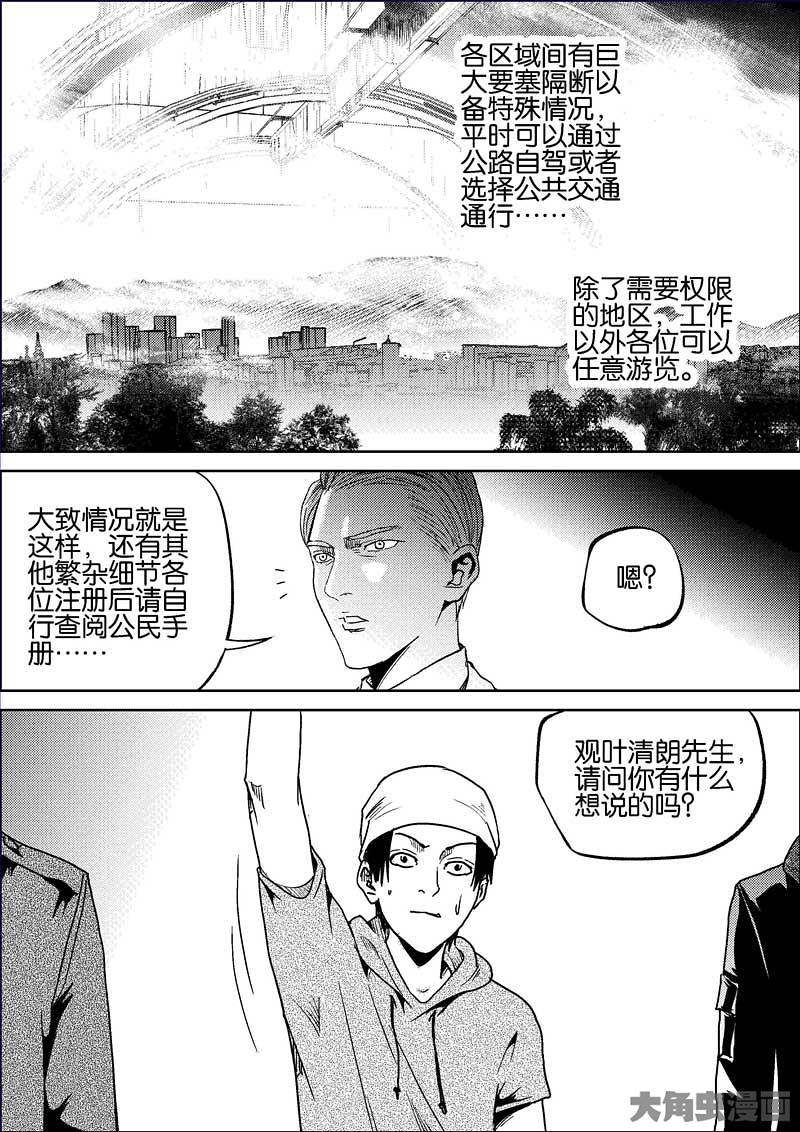 各区域间有巨
大要塞隔断以
备特殊情况，
平时可以通过
公路自驾或者
选择公共交通
通行……
除了需要权限
的地区，工作
以外各位可以
任意游览。
大致情况就是
这样，还有其
他繁杂细节各
位注册后请自
行查阅公民手
册……
嗯？
观叶清朗先生，
请问你有什么
想说的吗？
大角虫漫画